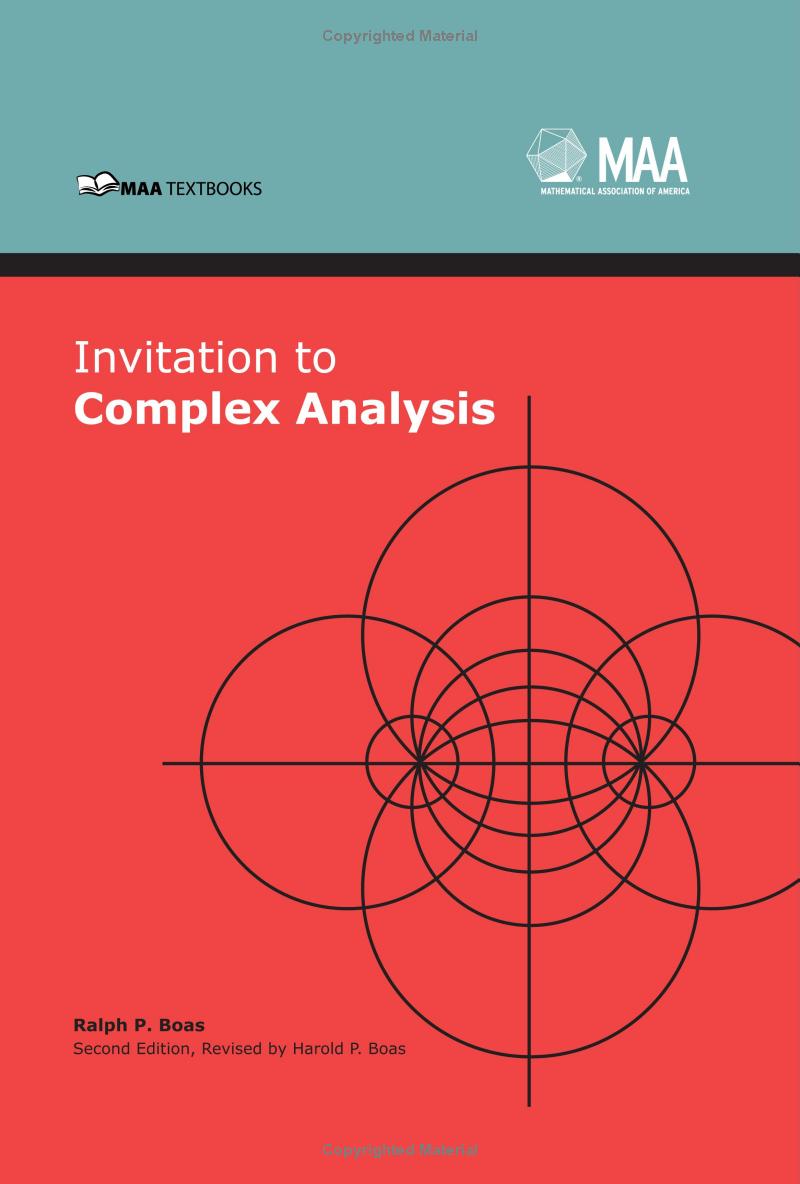 Copyrighted Material
MAA TEXTBOOKS
MAA
®
MATHEMATICAL ASSOCIATION OF AMERICA
Invitation to
Complex Analysis
Ralph P. Boas
Second Edition, Revised by Harold P. Boas
Copyrighted Material